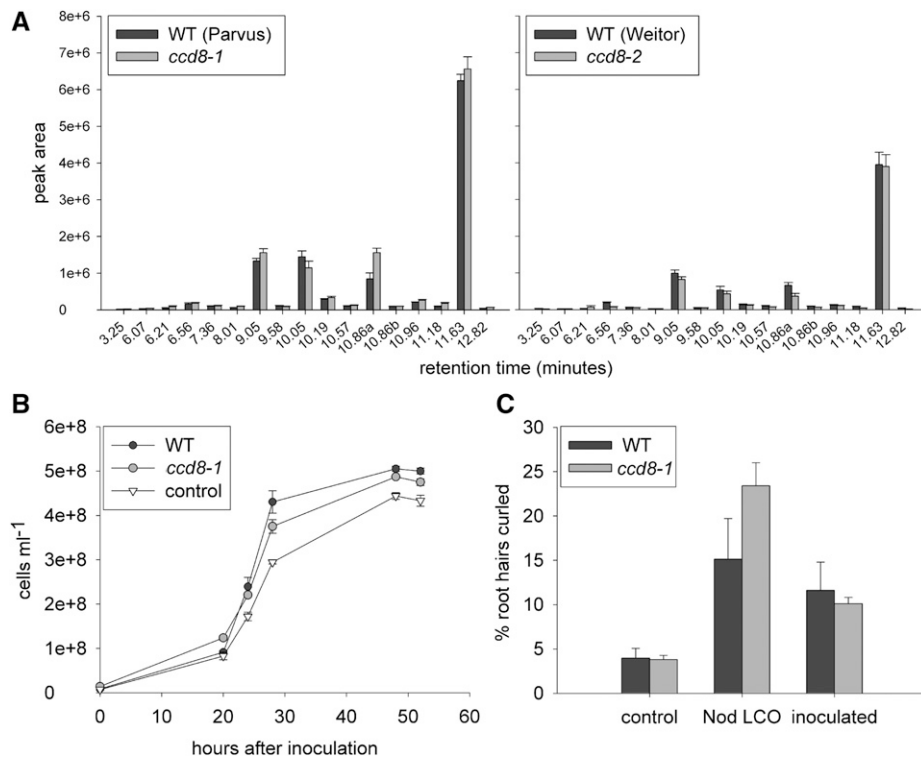 A
WT (Parvus)
ccd8-1
WT (Weitor)
ccd8-2
8e+6
7e+6
6e+6
5e+6
4e+6
3e+6
2e+6
1e+6
0
peak area
3.25 6.07 6.21 6.56 7.36 8.01 9.05 9.58 10.05 10.19 10.57 10.86a 10.86b 10.96 11.18 11.63 12.82
3.25 6.07 6.21 6.56 7.36 8.01 9.05 9.58 10.05 10.19 10.57 10.86a 10.86b 10.96 11.18 11.63 12.82
retention time (minutes)
B
WT
ccd8-1
control
6e+8
5e+8
4e+8
3e+8
2e+8
1e+8
0
cells ml⁻¹
0 10 20 30 40 50 60
hours after inoculation
C
WT
ccd8-1
30
25
20
15
10
5
0
% root hairs curled
control Nod LCO inoculated